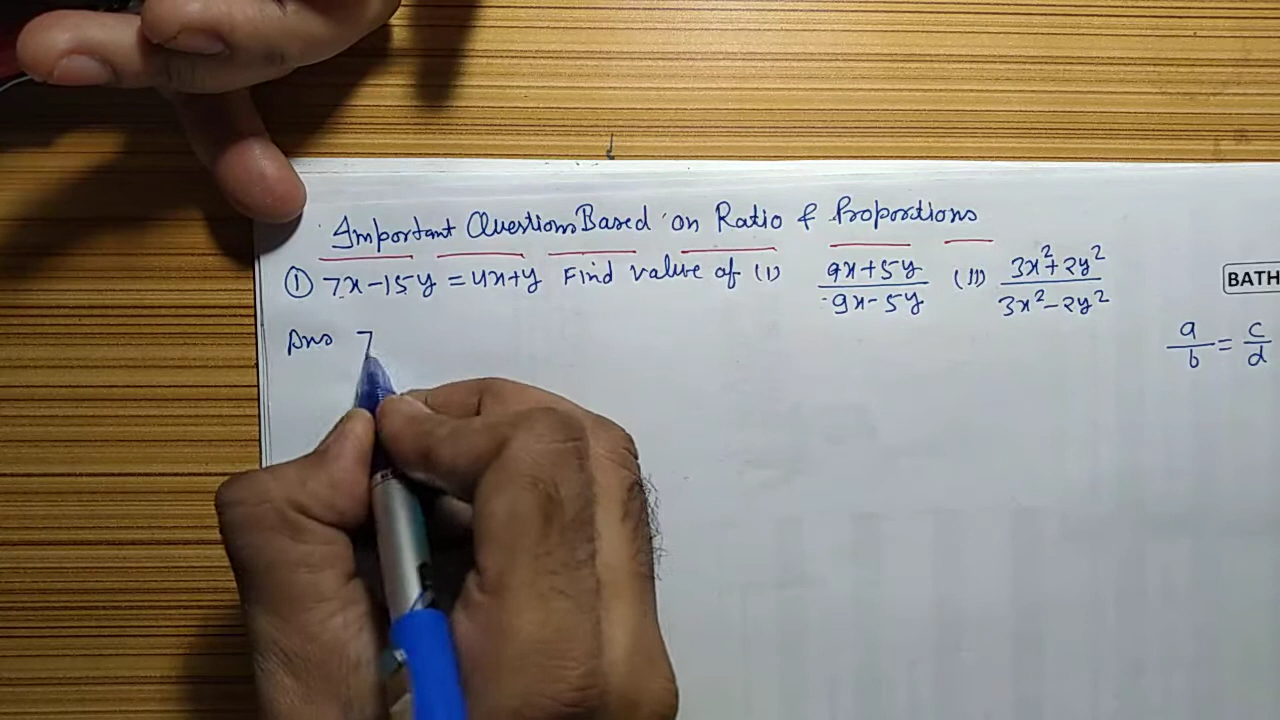 Important Questions Based on Ratio & Proportions
① 7x-15y = 4x+y Find value of (I) 9x+5y / 9x-5y (II) 3x²+2y² / 3x²-2y²
BATH
a/b = c/d
Ans 7